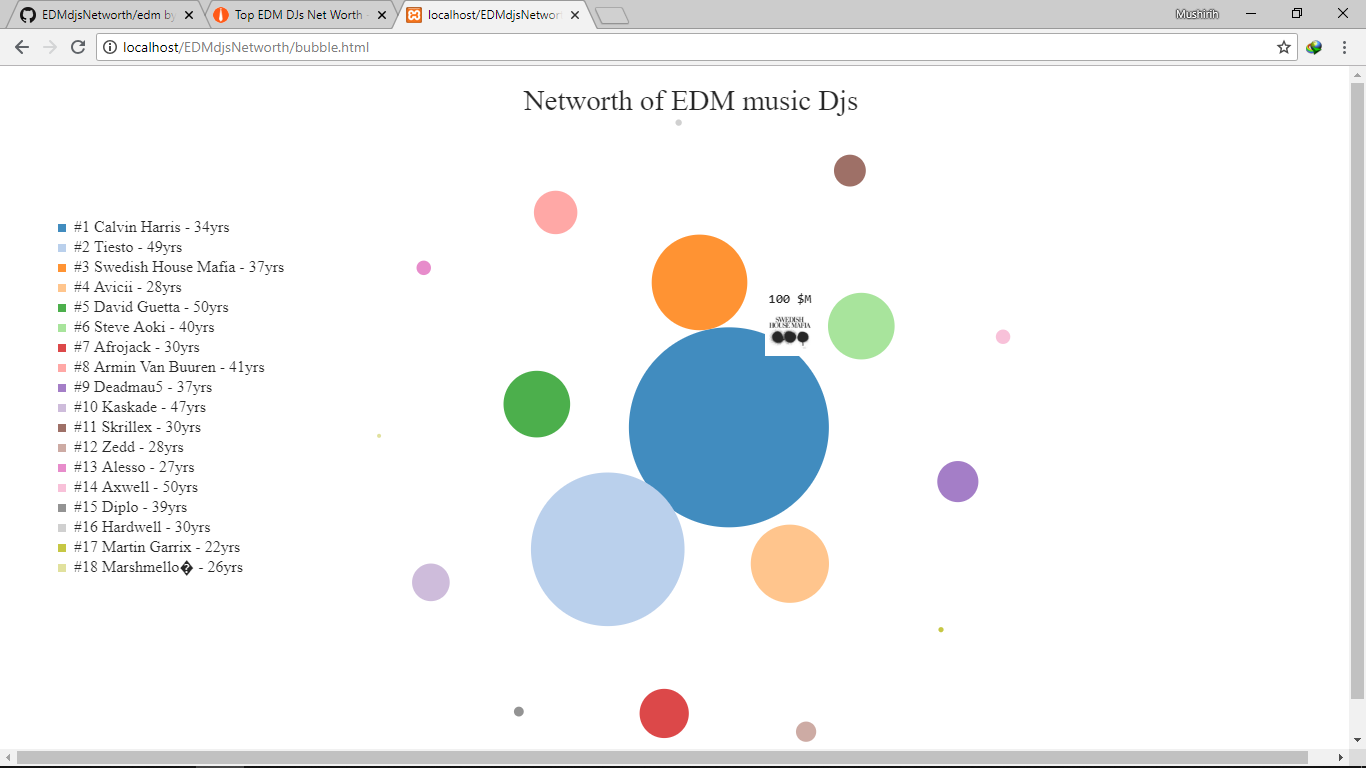 EDMdjsNetworth/edm by
Top EDM DJs Net Worth -
localhost/EDMdjsNetwor
Mushirih
localhost/EDMdjsNetworth/bubble.html
Networth of EDM music Djs
#1 Calvin Harris - 34yrs
#2 Tiesto - 49yrs
#3 Swedish House Mafia - 37yrs
#4 Avicii - 28yrs
#5 David Guetta - 50yrs
#6 Steve Aoki - 40yrs
#7 Afrojack - 30yrs
#8 Armin Van Buuren - 41yrs
#9 Deadmau5 - 37yrs
#10 Kaskade - 47yrs
#11 Skrillex - 30yrs
#12 Zedd - 28yrs
#13 Alesso - 27yrs
#14 Axwell - 50yrs
#15 Diplo - 39yrs
#16 Hardwell - 30yrs
#17 Martin Garrix - 22yrs
#18 Marshmello� - 26yrs
100 $M
SWEDISH
HOUSE MAFIA